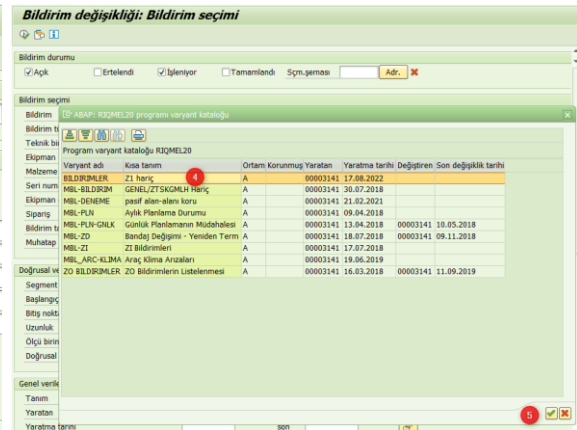 Bildirim değişikliği: Bildirim seçimi
Bildirim durumu
Açık Ertelendi İşleniyor Tamamlandı Sçm.şeması Adr.
Bildirim seçimi
Bildirim
ABAP: RIQMEL20 programı varyant kataloğu
Bildirim t
Teknik bi
Program varyant kataloğu RIQMEL20
Ekipman
Varyant adı Kısa tanım Ortam Korunmuş Yaratan Yaratma tarihi Değiştiren Son değişiklik tarihi
Malzeme
BILDIRIMLER Z1 hariç 4 A 00003141 17.08.2022
Seri num
MBL-BILDIRIM GENEL/ZTSKGMLH Hariç A 00003141 30.07.2018
Ekipman
MBL-DENEME pasif alan-alanı koru A 00003141 21.02.2021
Sipariş
MBL-PLN Aylık Planlama Durumu A 00003141 09.04.2018
Bildirim t
MBL-PLN-GNLK Günlük Planlamanın Müdahalesi A 00003141 13.04.2018 00003141 10.05.2018
Muhatap
MBL-ZD Bandaj Değişimi - Yeniden Term A 00003141 18.07.2018 00003141 09.11.2018
MBL-ZI ZI Bildirimleri A 00003141 17.07.2018
MBL_ARC-KLIMA Araç Klima Arızaları A 00003141 19.06.2019
Doğrusal ve
ZO BILDIRIMLER ZO Bildirimlerin Listelenmesi A 00003141 16.03.2018 00003141 11.09.2019
Segment
Başlangıç
Bitiş nokt
Uzunluk
Ölçü birin
Doğrusal
Genel verile
Tanım
Yaratan
5
Yaratma tarihi son